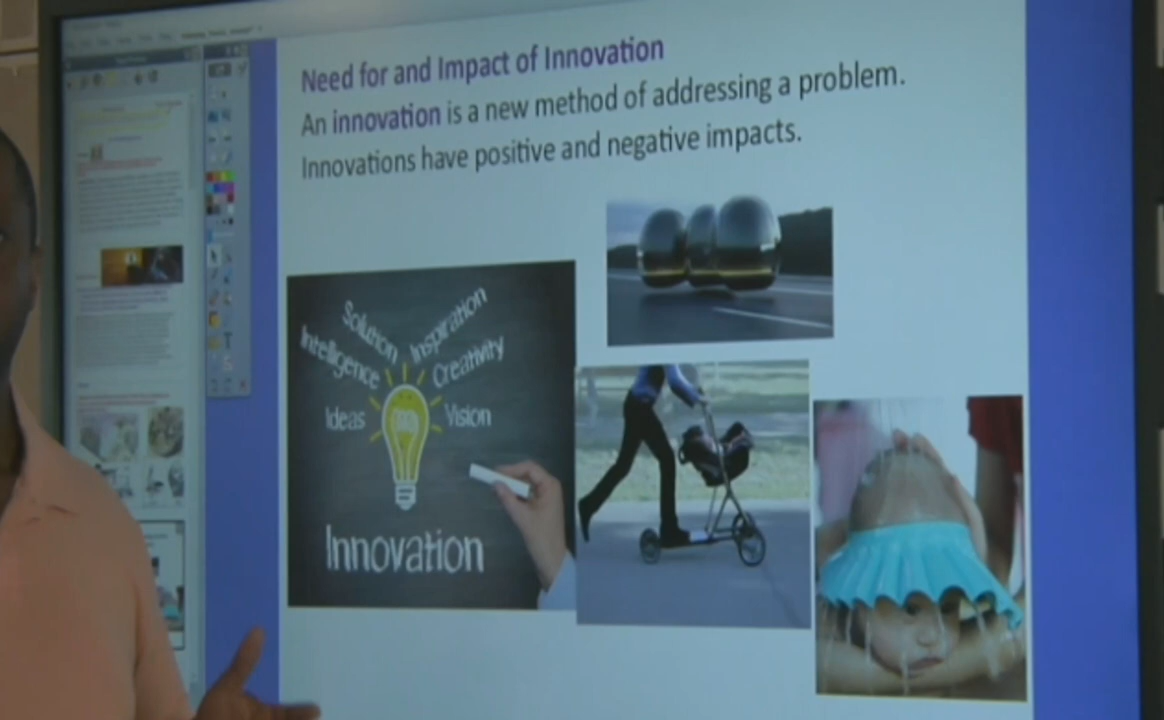 Need for and Impact of Innovation
An innovation is a new method of addressing a problem.
Innovations have positive and negative impacts.
Solution
Inspiration
Intelligence
Creativity
Ideas
Vision
Innovation